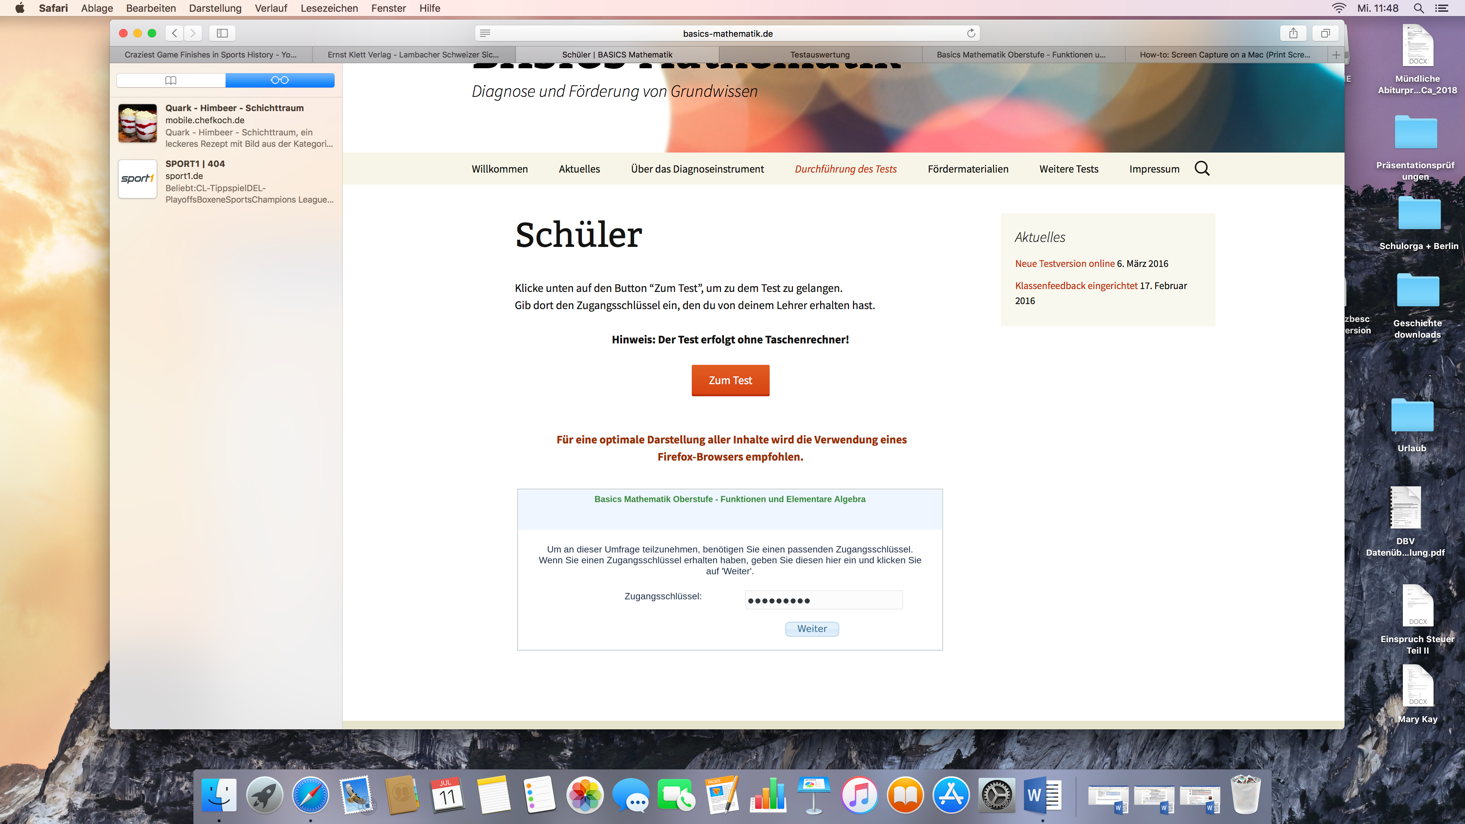 Safari Ablage Bearbeiten Darstellung Verlauf Lesezeichen Fenster Hilfe
Mi. 11:48
basics-mathematik.de
Craziest Game Finishes in Sports History - Yo...
Ernst Klett Verlag - Lambacher Schweizer Sic...
Schüler | BASICS Mathematik
Testauswertung
Basics Mathematik Oberstufe - Funktionen u...
How-to: Screen Capture on a Mac (Print Scre...
Quark - Himbeer - Schichttraum
mobile.chefkoch.de
Quark - Himbeer - Schichttraum, ein
leckeres Rezept mit Bild aus der Kategori...
sport1
SPORT1 | 404
sport1.de
Beliebt:CL-TippspielDEL-
PlayoffsBoxeneSportsChampions League...
Diagnose und Förderung von Grundwissen
Willkommen Aktuelles Über das Diagnoseinstrument Durchführung des Tests Fördermaterialien Weitere Tests Impressum
Schüler
Klicke unten auf den Button “Zum Test”, um zu dem Test zu gelangen.
Gib dort den Zugangsschlüssel ein, den du von deinem Lehrer erhalten hast.
Hinweis: Der Test erfolgt ohne Taschenrechner!
Zum Test
Für eine optimale Darstellung aller Inhalte wird die Verwendung eines
Firefox-Browsers empfohlen.
Basics Mathematik Oberstufe - Funktionen und Elementare Algebra
Um an dieser Umfrage teilzunehmen, benötigen Sie einen passenden Zugangsschlüssel.
Wenn Sie einen Zugangsschlüssel erhalten haben, geben Sie diesen hier ein und klicken Sie
auf 'Weiter'.
Zugangsschlüssel:
Weiter
Aktuelles
Neue Testversion online 6. März 2016
Klassenfeedback eingerichtet 17. Februar
2016
DOCX
Mündliche
Abiturpr...Ca_2018
Präsentationsprüf
ungen
Schulorga + Berlin
Geschichte
downloads
zbesc
ersion
Urlaub
DBV
Datenüb...lung.pdf
DOCX
Einspruch Steuer
Teil II
DOCX
Mary Kay
JUL
11